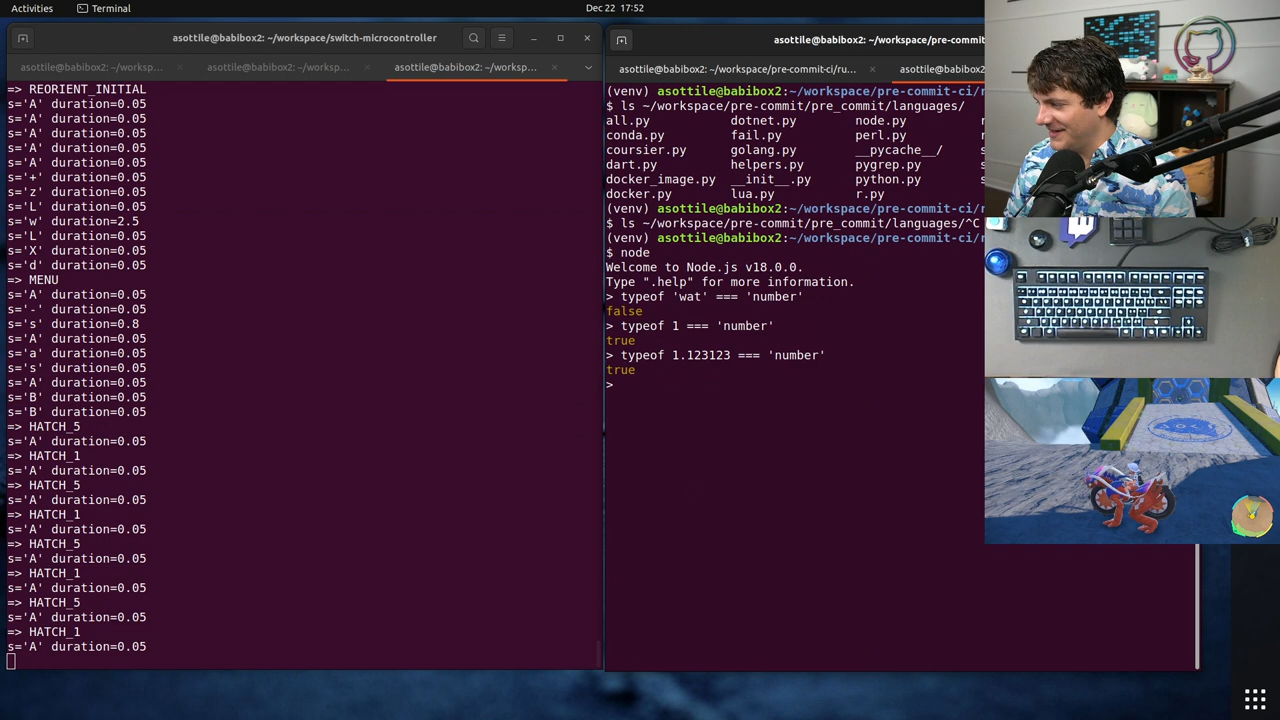 Activities
Terminal
Dec 22 17:52
asottile@babibox2: ~/workspace/switch-microcontroller
asottile@babibox2: ~/worksp...
asottile@babibox2: ~/worksp...
asottile@babibox2: ~/worksp...
=> REORIENT_INITIAL
s='A' duration=0.05
s='A' duration=0.05
s='A' duration=0.05
s='A' duration=0.05
s='A' duration=0.05
s='+' duration=0.05
s='z' duration=0.05
s='L' duration=0.05
s='w' duration=2.5
s='L' duration=0.05
s='X' duration=0.05
s='d' duration=0.05
=> MENU
s='A' duration=0.05
s='-' duration=0.05
s='s' duration=0.8
s='A' duration=0.05
s='a' duration=0.05
s='s' duration=0.05
s='A' duration=0.05
s='B' duration=0.05
s='B' duration=0.05
=> HATCH_5
s='A' duration=0.05
=> HATCH_1
s='A' duration=0.05
=> HATCH_5
s='A' duration=0.05
=> HATCH_1
s='A' duration=0.05
=> HATCH_5
s='A' duration=0.05
=> HATCH_1
s='A' duration=0.05
=> HATCH_5
s='A' duration=0.05
=> HATCH_1
s='A' duration=0.05
asottile@babibox2: ~/workspace/pre-commit
asottile@babibox2: ~/workspace/pre-commit-ci/ru...
asottile@babibox2
(venv) asottile@babibox2:~/workspace/pre-commit-ci/
$ ls ~/workspace/pre-commit/pre_commit/languages/
all.py dotnet.py node.py
conda.py fail.py perl.py
coursier.py golang.py __pycache__/
dart.py helpers.py pygrep.py
docker_image.py __init__.py python.py
docker.py lua.py r.py
(venv) asottile@babibox2:~/workspace/pre-commit-ci/
$ ls ~/workspace/pre-commit/pre_commit/languages/^C
(venv) asottile@babibox2:~/workspace/pre-commit-ci/
$ node
Welcome to Node.js v18.0.0.
Type ".help" for more information.
> typeof 'wat' === 'number'
false
> typeof 1 === 'number'
true
> typeof 1.123123 === 'number'
true
>